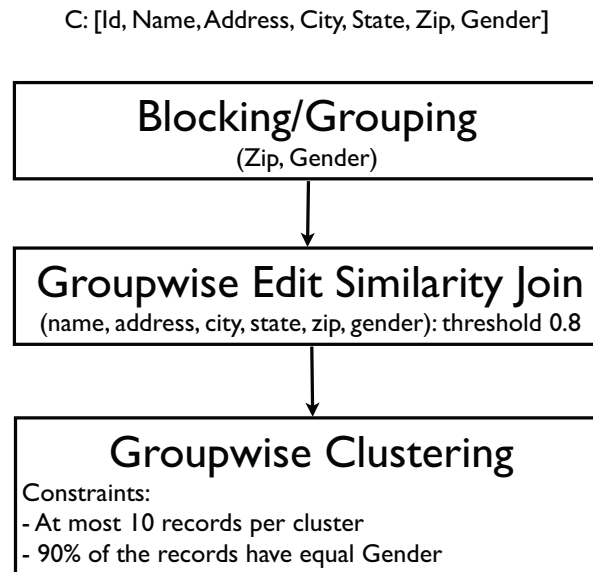 C: [Id, Name, Address, City, State, Zip, Gender]
Blocking/Grouping
(Zip, Gender)
Groupwise Edit Similarity Join
(name, address, city, state, zip, gender): threshold 0.8
Groupwise Clustering
Constraints:
- At most 10 records per cluster
- 90% of the records have equal Gender